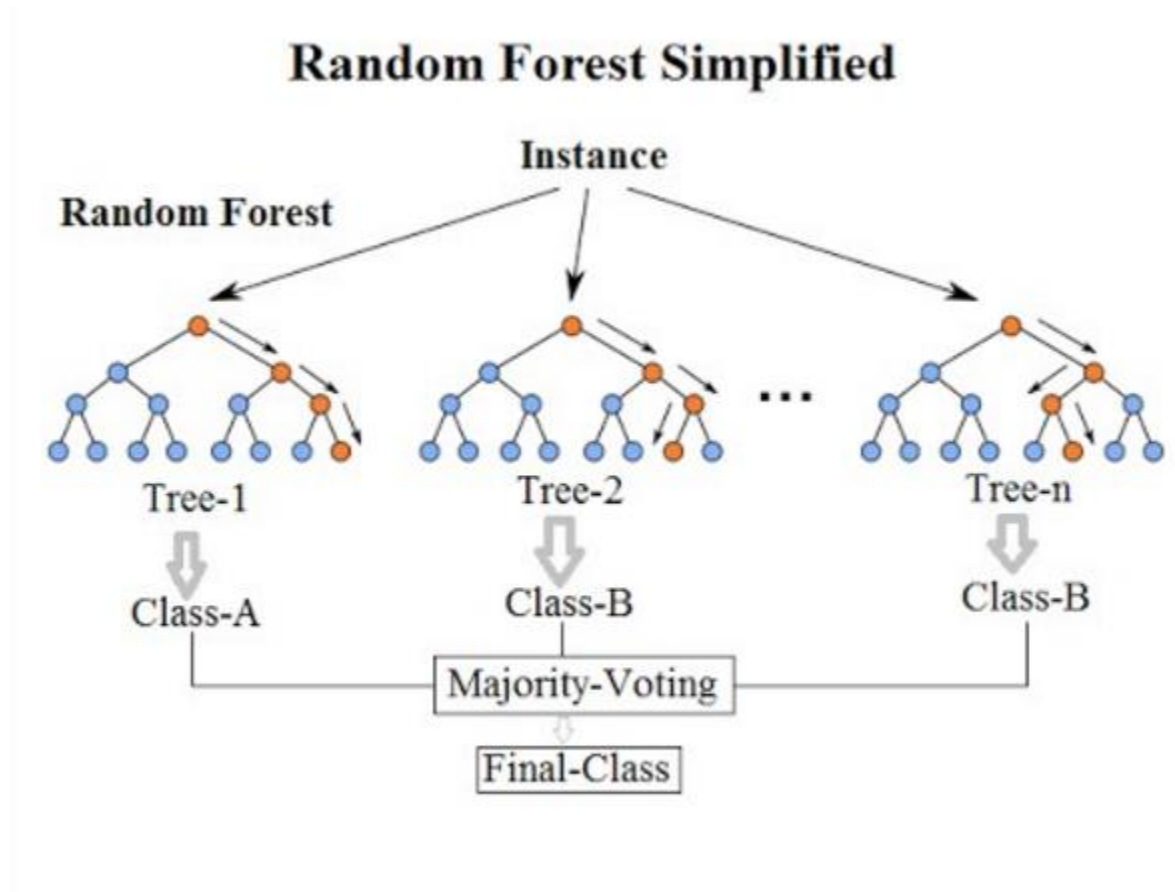 Random Forest Simplified
Instance
Random Forest
...
Tree-1
Tree-2
Tree-n
Class-A
Class-B
Class-B
Majority-Voting
Final-Class